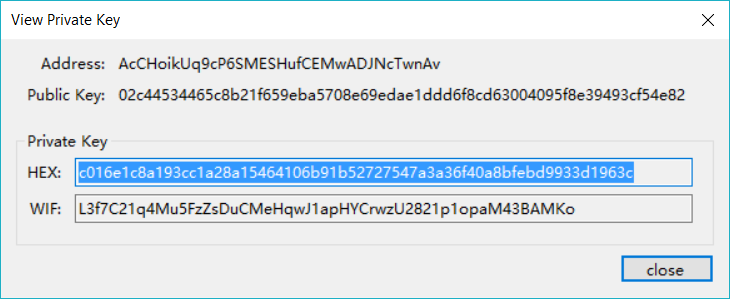 View Private Key
Address: AcCHoikUq9cP6SMESHufCEMwADJNcTwnAv
Public Key: 02c44534465c8b21f659eba5708e69edae1ddd6f8cd63004095f8e39493cf54e82
Private Key
HEX: c016e1c8a193cc1a28a15464106b91b52727547a3a36f40a8bfebd9933d1963c
WIF: L3f7C21q4Mu5FzZsDuCMeHqwJ1apHYCrwzU2821p1opaM43BAMKo
close